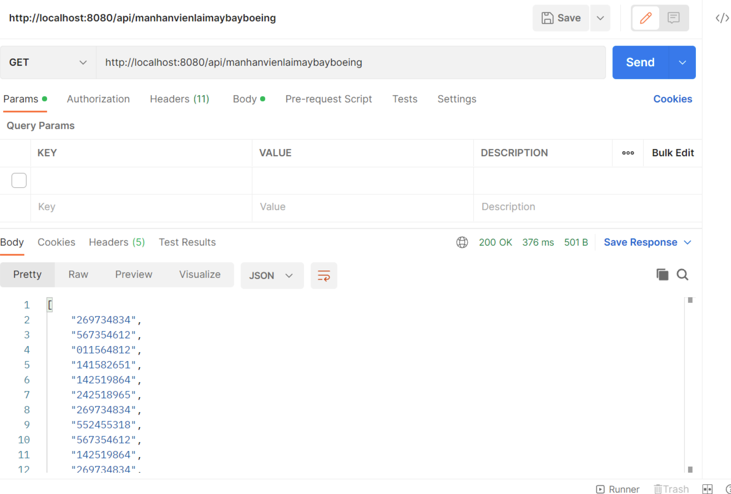 http://localhost:8080/api/manhanvienlaimaybayboeing
Save
GET
http://localhost:8080/api/manhanvienlaimaybayboeing
Send
Params
Authorization
Headers (11)
Body
Pre-request Script
Tests
Settings
Cookies
Query Params
KEY
VALUE
DESCRIPTION
Bulk Edit
Key
Value
Description
Body
Cookies
Headers (5)
Test Results
200 OK
376 ms
501 B
Save Response
Pretty
Raw
Preview
Visualize
JSON
1 [
2 "269734834",
3 "567354612",
4 "011564812",
5 "141582651",
6 "142519864",
7 "242518965",
8 "269734834",
9 "552455318",
10 "567354612",
11 "142519864",
12 "269734834",
Runner
Trash